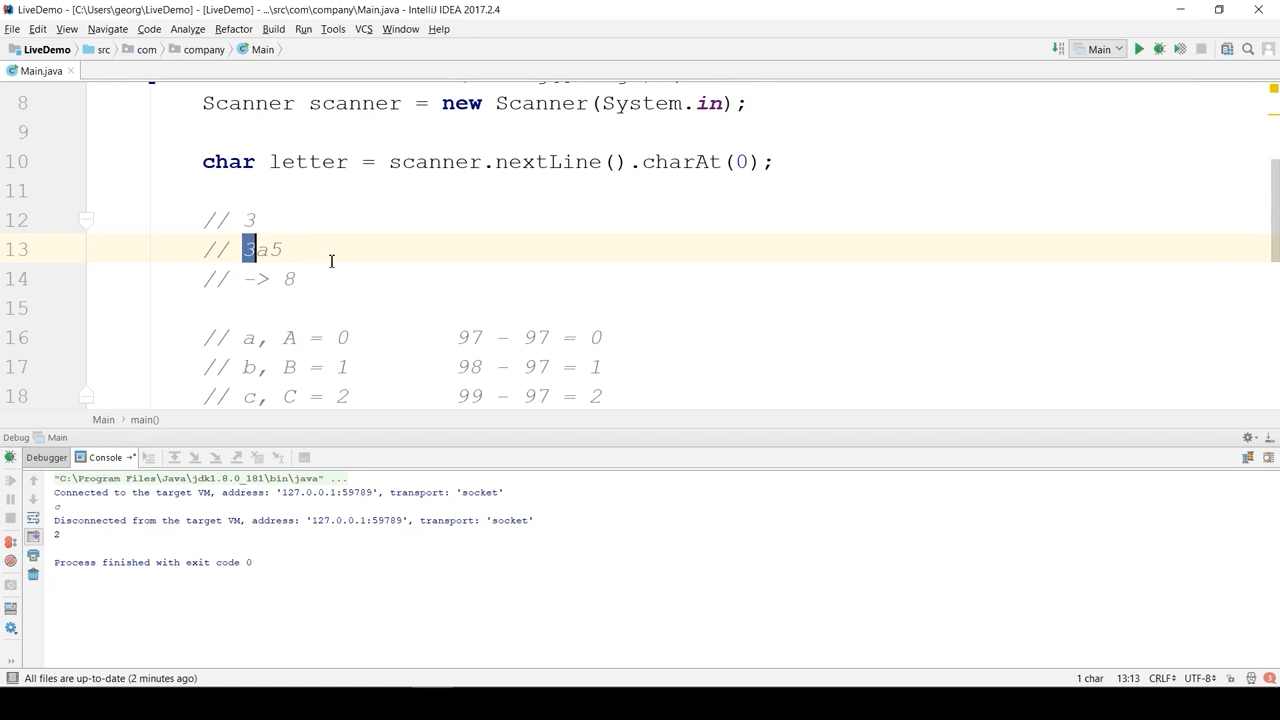 LiveDemo - [C:\Users\georg\LiveDemo] - [LiveDemo] - ...\src\com\company\Main.java - IntelliJ IDEA 2017.2.4
File Edit View Navigate Code Analyze Refactor Build Run Tools VCS Window Help
LiveDemo src com company Main Main
Main.java
8 Scanner scanner = new Scanner(System.in);
9
10 char letter = scanner.nextLine().charAt(0);
11
12 // 3
13 // 3a5
14 // -> 8
15
16 // a, A = 0 97 - 97 = 0
17 // b, B = 1 98 - 97 = 1
18 // c, C = 2 99 - 97 = 2
Main › main()
Debug Main
Debugger Console
"C:\Program Files\Java\jdk1.8.0_181\bin\java" ...
Connected to the target VM, address: '127.0.0.1:59789', transport: 'socket'
c
Disconnected from the target VM, address: '127.0.0.1:59789', transport: 'socket'
2
Process finished with exit code 0
All files are up-to-date (2 minutes ago) 1 char 13:13 CRLF UTF-8 3